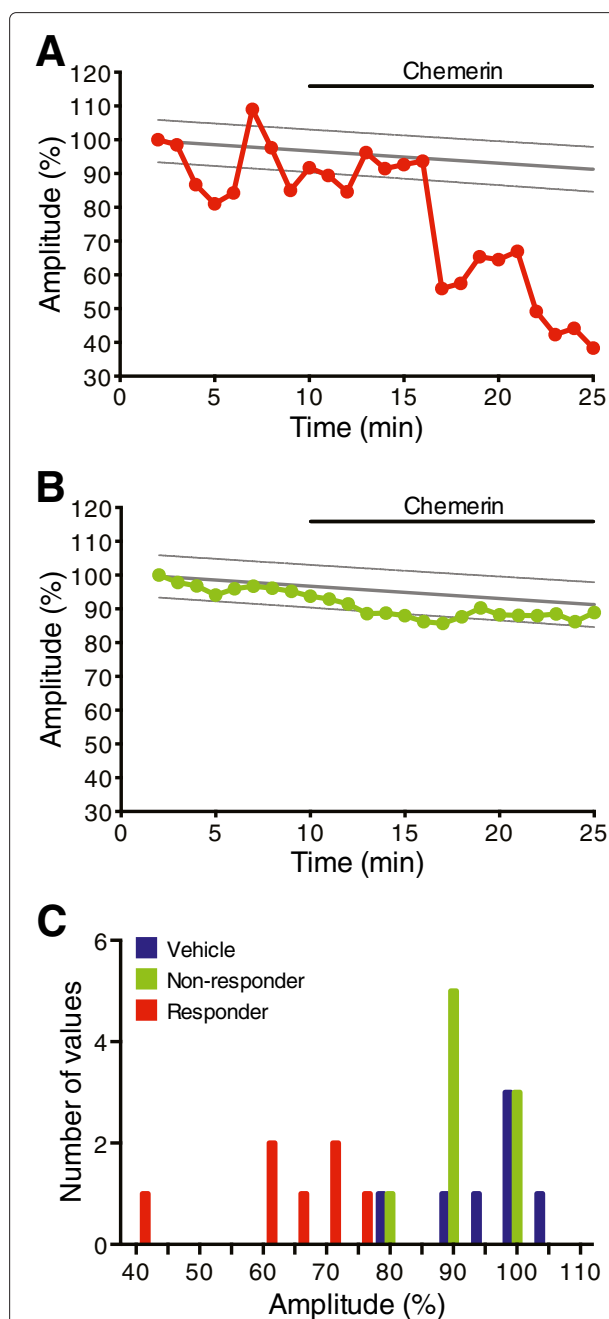 A
Chemerin
120
110
100
90
80
70
60
50
40
30
Amplitude (%)
0 5 10 15 20 25
Time (min)
B
Chemerin
120
110
100
90
80
70
60
50
40
30
Amplitude (%)
0 5 10 15 20 25
Time (min)
C
6
4
2
0
Number of values
Vehicle
Non-responder
Responder
40 50 60 70 80 90 100 110
Amplitude (%)